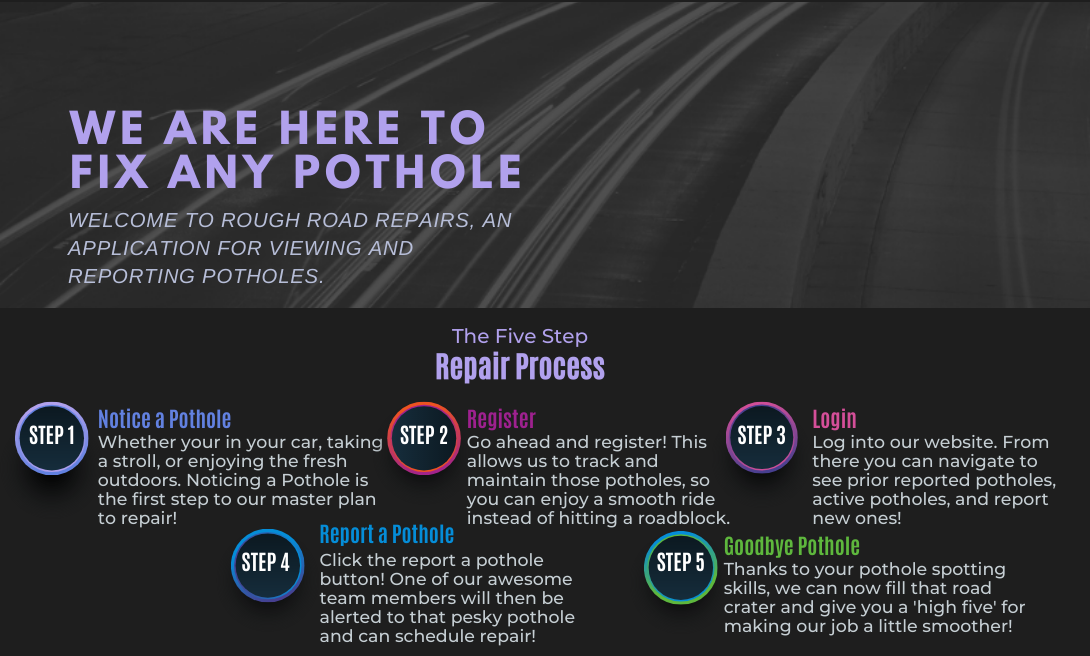 WE ARE HERE TO
FIX ANY POTHOLE
WELCOME TO ROUGH ROAD REPAIRS, AN
APPLICATION FOR VIEWING AND
REPORTING POTHOLES.
The Five Step
Repair Process
STEP 1
Notice a Pothole
Whether your in your car, taking
a stroll, or enjoying the fresh
outdoors. Noticing a Pothole is
the first step to our master plan
to repair!
STEP 2
Register
Go ahead and register! This
allows us to track and
maintain those potholes, so
you can enjoy a smooth ride
instead of hitting a roadblock.
STEP 3
Login
Log into our website. From
there you can navigate to
see prior reported potholes,
active potholes, and report
new ones!
STEP 4
Report a Pothole
Click the report a pothole
button! One of our awesome
team members will then be
alerted to that pesky pothole
and can schedule repair!
STEP 5
Goodbye Pothole
Thanks to your pothole spotting
skills, we can now fill that road
crater and give you a 'high five' for
making our job a little smoother!